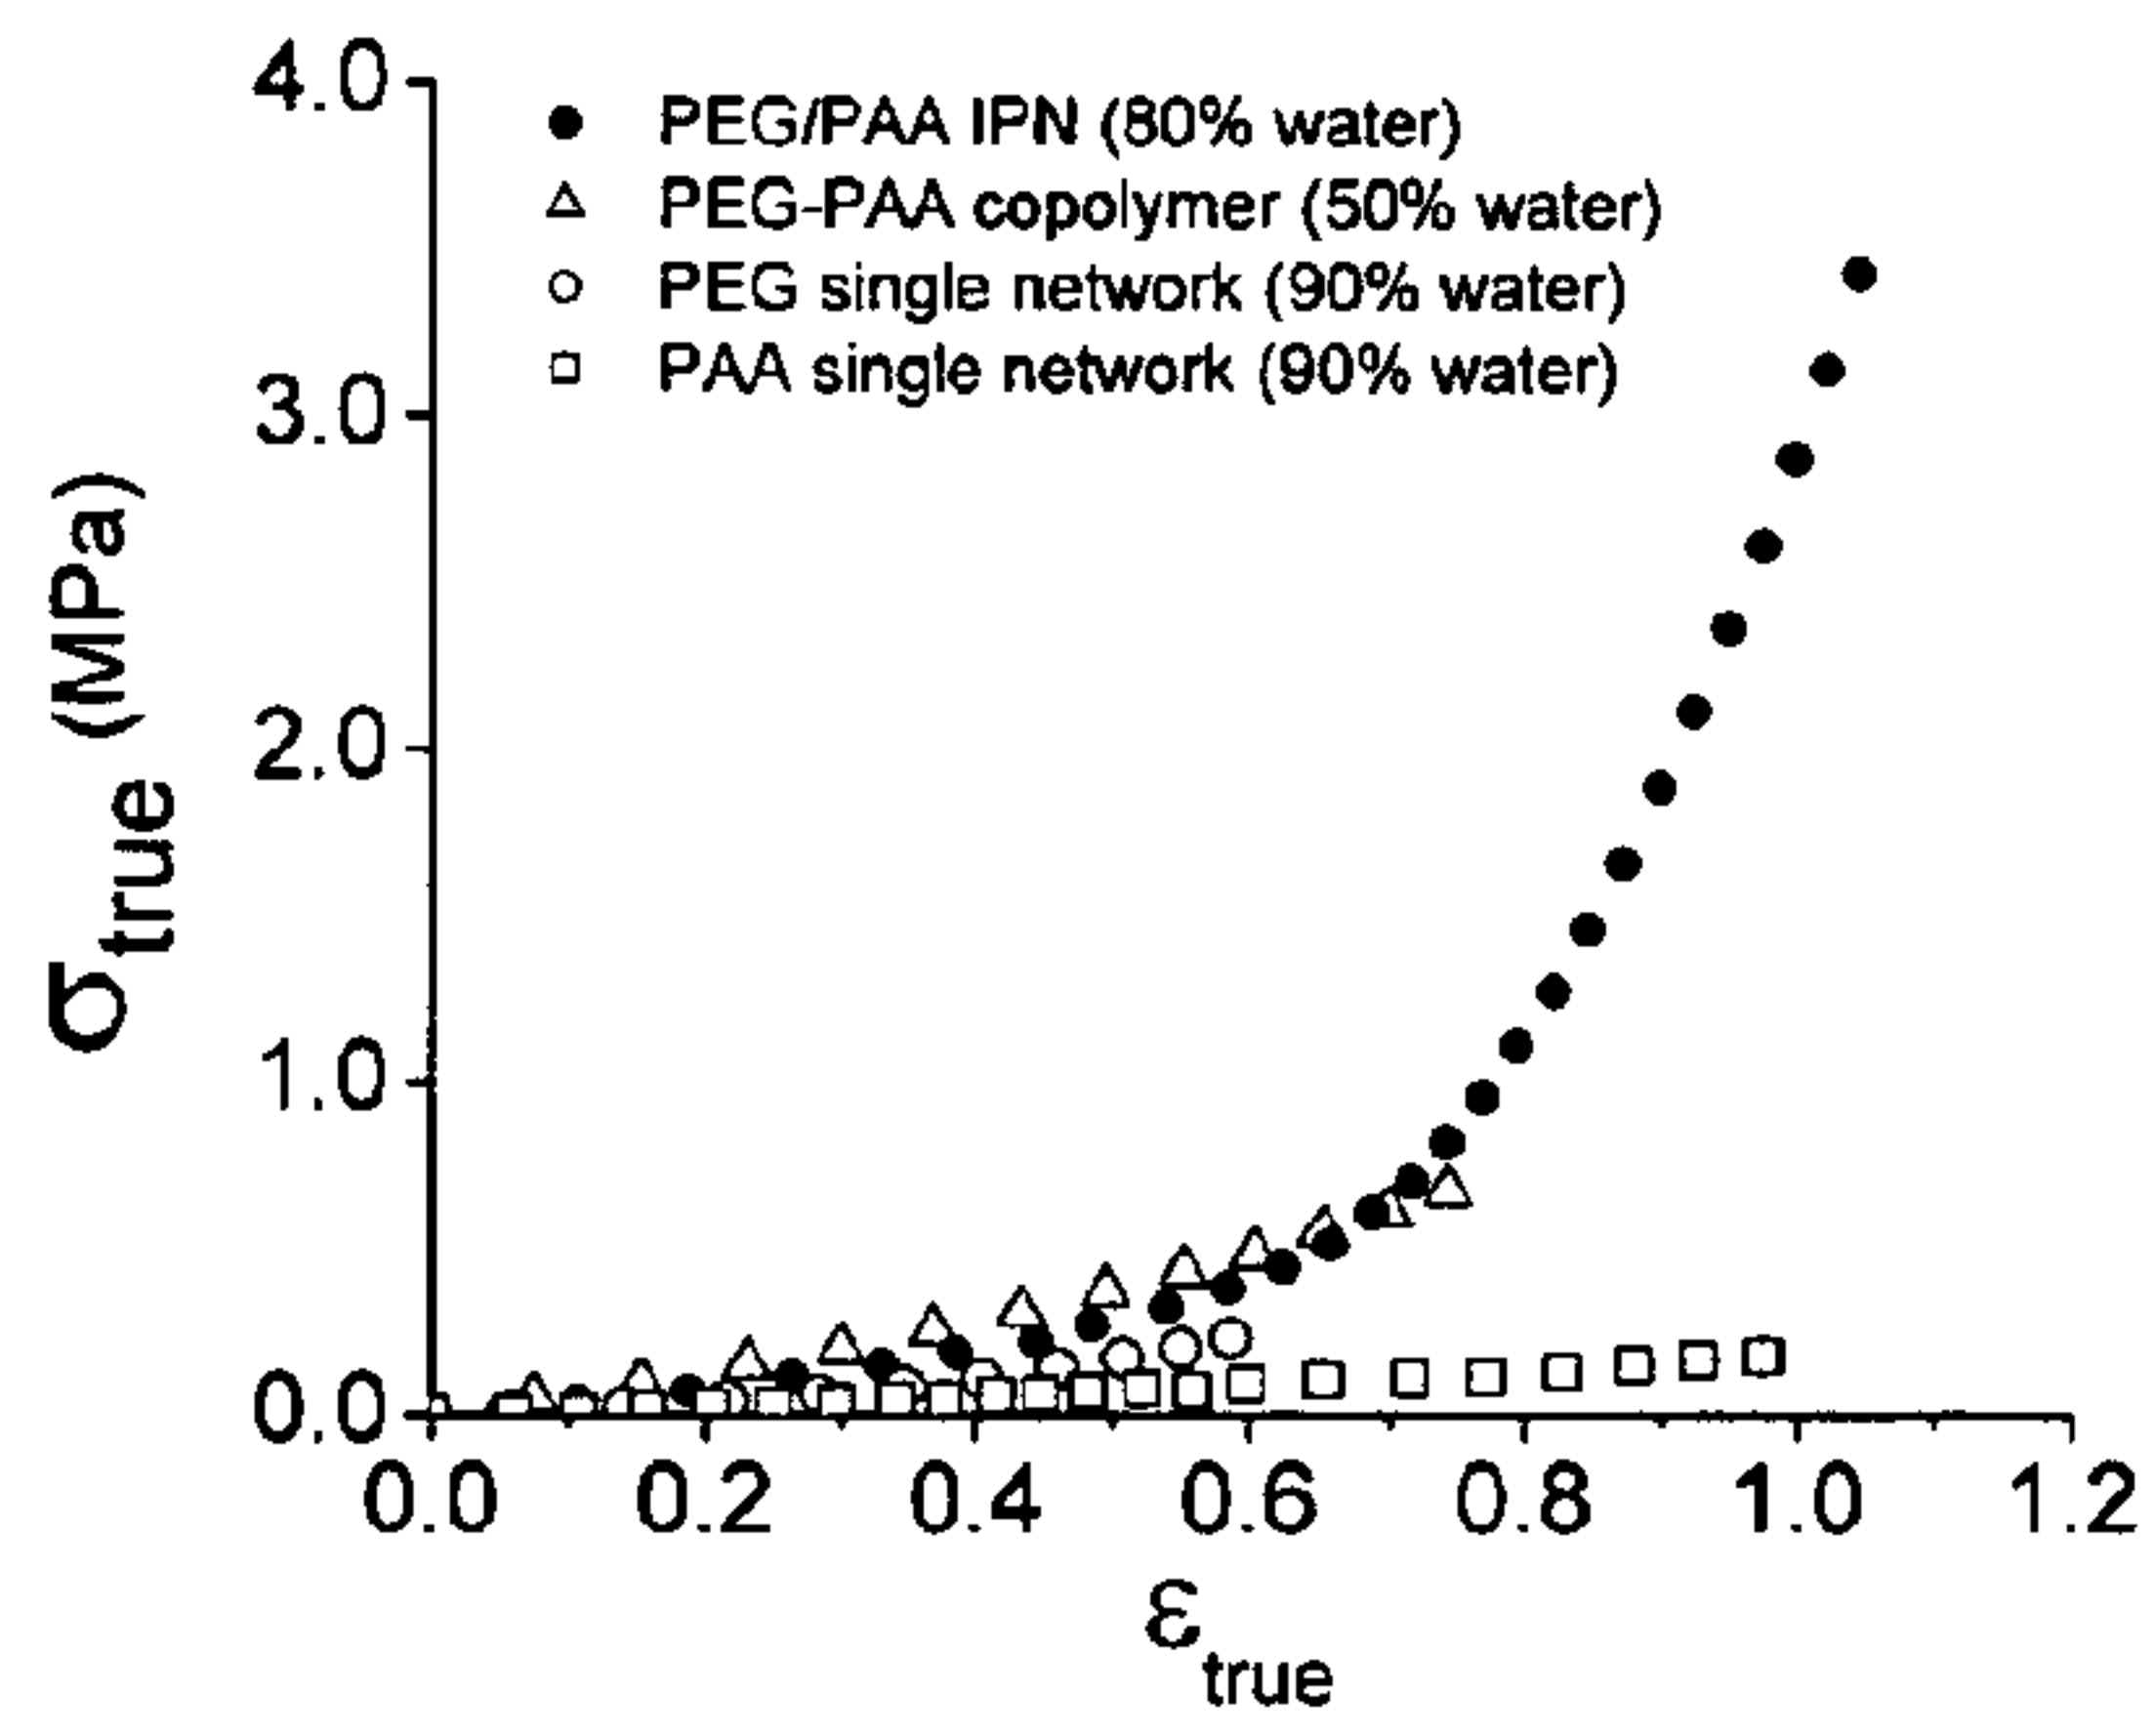 4.0
PEG/PAA IPN (80% water)
PEG-PAA copolymer (50% water)
PEG single network (90% water)
PAA single network (90% water)
3.0
2.0
1.0
0.0
σtrue (MPa)
0.0 0.2 0.4 0.6 0.8 1.0 1.2
εtrue